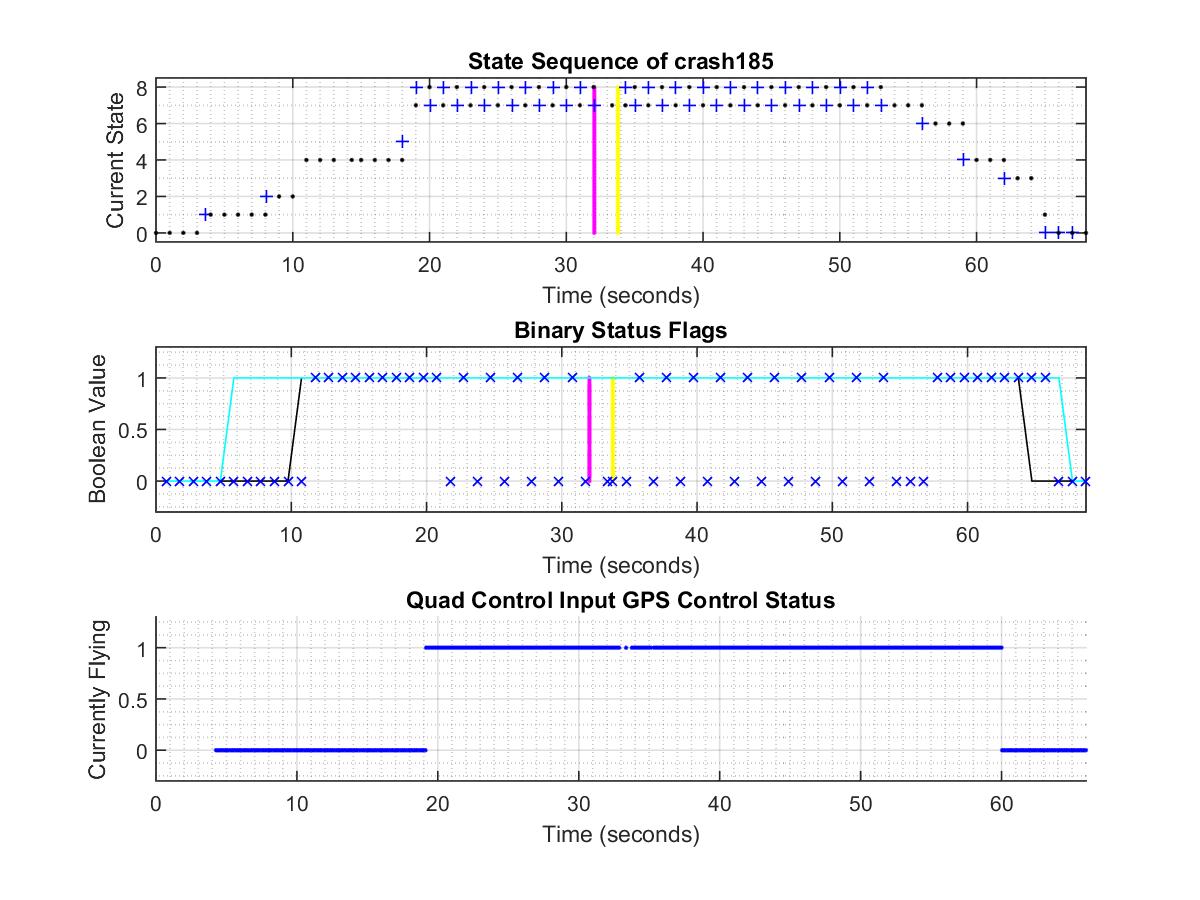 State Sequence of crash185
Current State
8
6
4
2
0
0 10 20 30 40 50 60
Time (seconds)
Binary Status Flags
Boolean Value
1
0.5
0
0 10 20 30 40 50 60
Time (seconds)
Quad Control Input GPS Control Status
Currently Flying
1
0.5
0
0 10 20 30 40 50 60
Time (seconds)